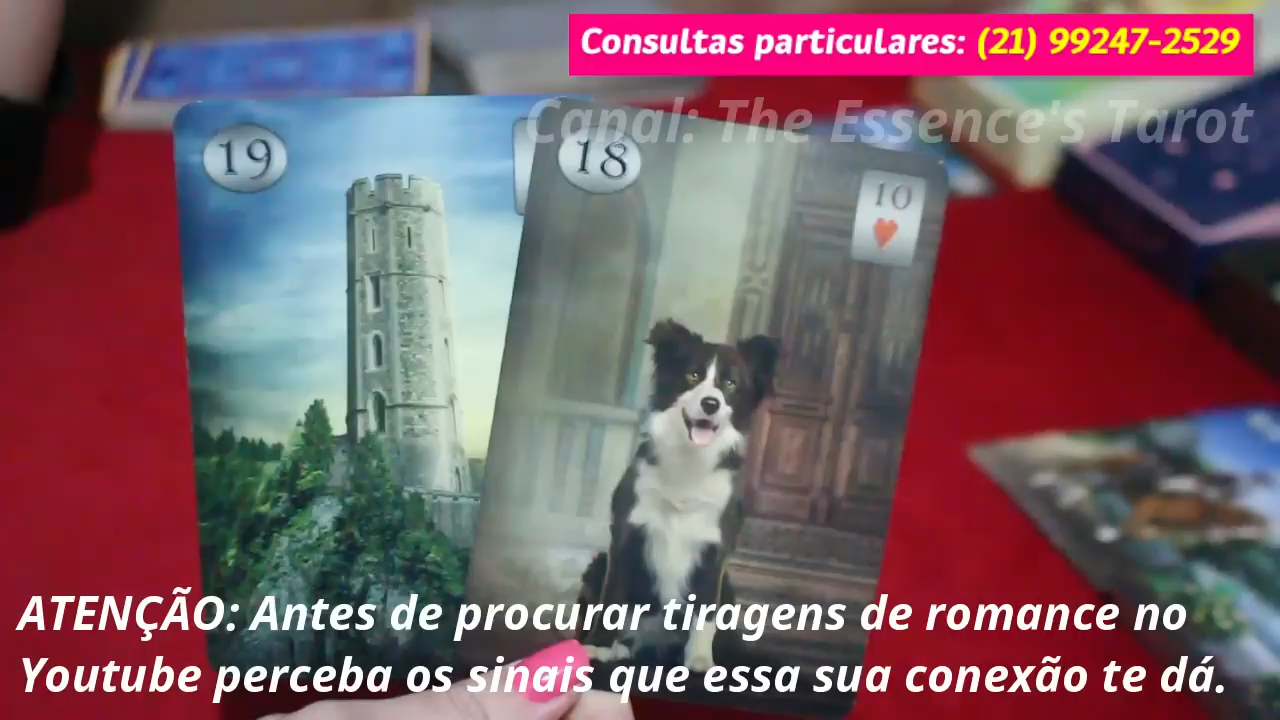 Consultas particulares: (21) 99247-2529
Canal: The Essence's Tarot
19
18
10
ATENÇÃO: Antes de procurar tiragens de romance no
Youtube perceba os sinais que essa sua conexão te dá.